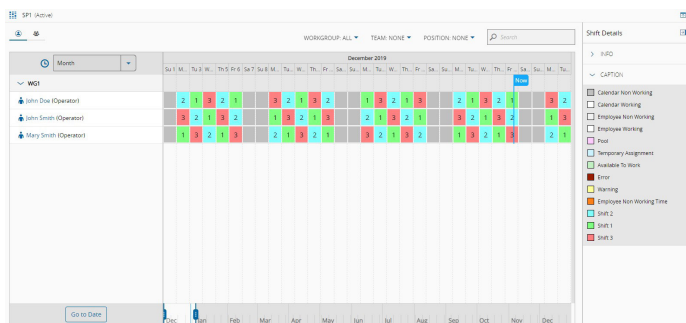 SP1 (Active)
WORKGROUP: ALL TEAM: NONE POSITION: NONE Search
Month
December 2019
Su 1 M... Tu 3 W... Th 5 Fr 6 Sa 7 Su 8 M... Tu... W... Th... Fr ... Sa... Su... M... Tu... W... Th... Fr... Sa... Su... M... Tu... W... Th... Fr ... Sa... Su... M... Tu...
Now
WG1
John Doe (Operator) 2 1 3 2 1 3 2 1 3 2 1 3 2 1 3 2 1 3 2 1 3 2
John Smith (Operator) 3 2 1 3 2 1 3 2 1 3 2 1 3 2 1 3 2 1 3 2 1 3
Mary Smith (Operator) 1 3 2 1 3 2 1 3 2 1 3 2 1 3 2 1 3 2 1 3 2 1
Go to Date
Dec Jan Feb Mar Apr May Jun Jul Aug Sep Oct Nov Dec
Shift Details
INFO
CAPTION
Calendar Non Working
Calendar Working
Employee Non Working
Employee Working
Pool
Temporary Assignment
Available To Work
Error
Warning
Employee Non Working Time
Shift 2
Shift 1
Shift 3